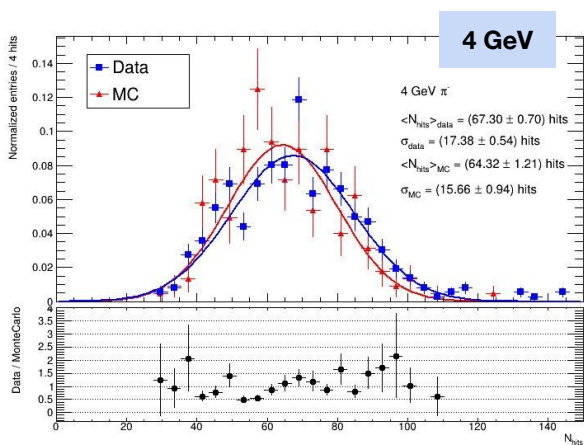 4 GeV
Normalized entries / 4 hits
0.14
0.12
0.1
0.08
0.06
0.04
0.02
0
Data
MC
4 GeV π⁻
<N_hits>_data = (67.30 ± 0.70) hits
σ_data = (17.38 ± 0.54) hits
<N_hits>_MC = (64.32 ± 1.21) hits
σ_MC = (15.66 ± 0.94) hits
Data / MonteCarlo
4
3.5
3
2.5
2
1.5
1
0.5
0
0 20 40 60 80 100 120 140
N_hits